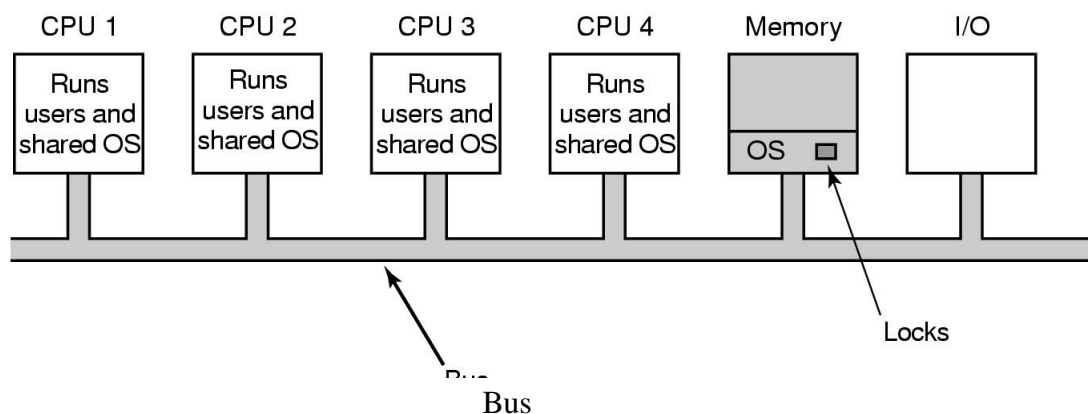 CPU 1
CPU 2
CPU 3
CPU 4
Memory
I/O
Runs
users and
shared OS
Runs
users and
shared OS
Runs
users and
shared OS
Runs
users and
shared OS
OS
Locks
Bus
Bus